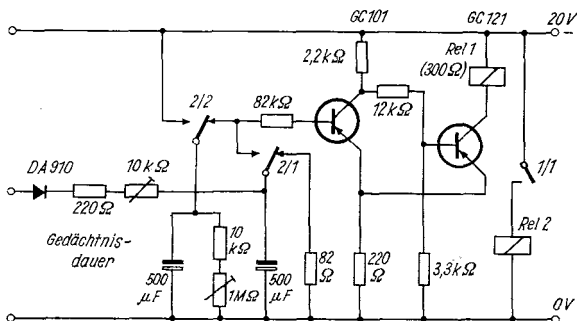 GC101
GC121
20V
−
2,2kΩ
Rel 1
(300Ω)
2/2
82kΩ
12kΩ
1/1
2/1
DA910
10kΩ
220Ω
Gedächtnis-
dauer
10
kΩ
500
µF
1MΩ
500
µF
82
Ω
220
Ω
3,3kΩ
Rel 2
0V